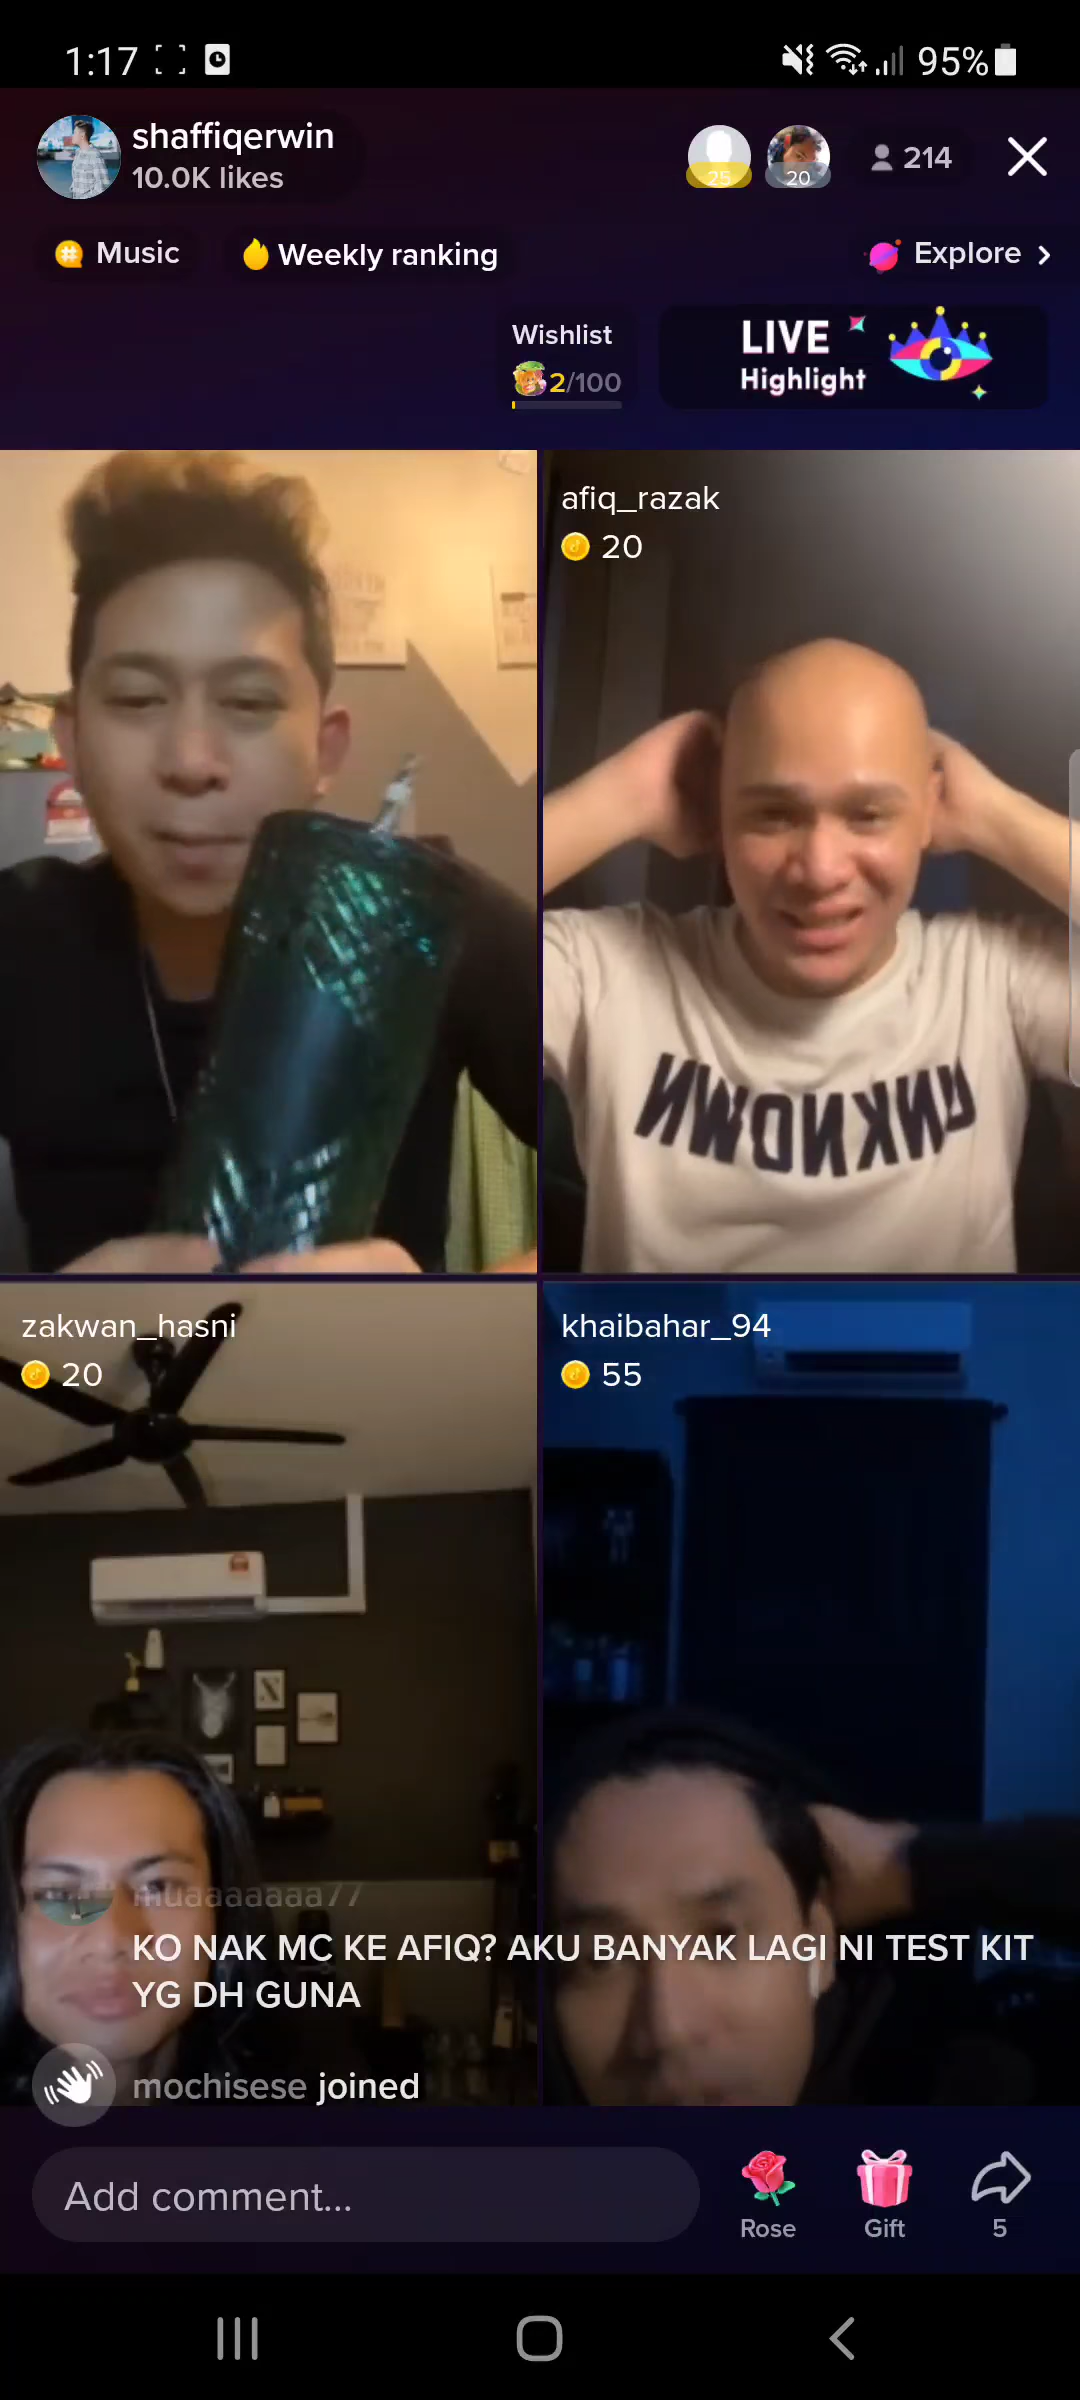 1:17
95%
shaffiqerwin
10.0K likes
25
20
214
Music
Weekly ranking
Explore
Wishlist
2/100
LIVE
Highlight
afiq_razak
20
UNKNOWN
zakwan_hasni
20
khaibahar_94
55
N
muaaaaaaa77
KO NAK MC KE AFIQ? AKU BANYAK LAGI NI TEST KIT
YG DH GUNA
mochisese joined
Add comment...
Rose
Gift
5